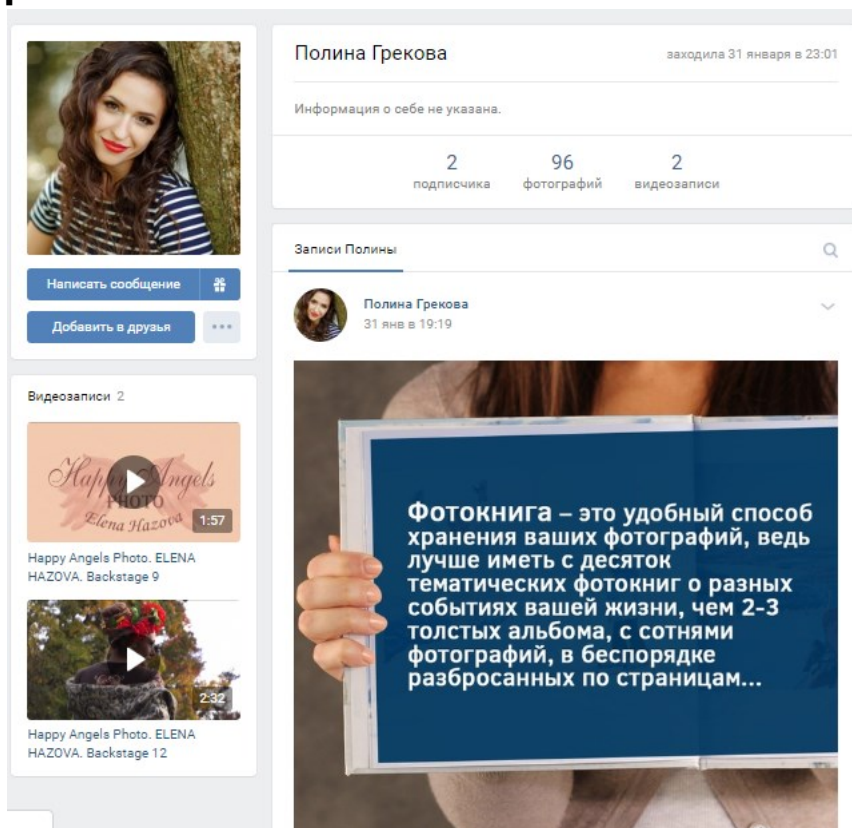 Полина Грекова
заходила 31 января в 23:01
Информация о себе не указана.
2
подписчика
96
фотографий
2
видеозаписи
Написать сообщение
Добавить в друзья
Видеозаписи 2
Happy Angels
PHOTO
Elena Hazova
1:57
Happy Angels Photo. ELENA
HAZOVA. Backstage 9
2:32
Happy Angels Photo. ELENA
HAZOVA. Backstage 12
Записи Полины
Полина Грекова
31 янв в 19:19
Фотокнига – это удобный способ
хранения ваших фотографий, ведь
лучше иметь с десяток
тематических фотокниг о разных
событиях вашей жизни, чем 2-3
толстых альбома, с сотнями
фотографий, в беспорядке
разбросанных по страницам...